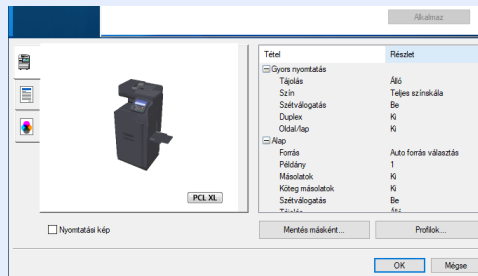 Alkalmaz
Tétel Részlet
Gyors nyomtatás
Tájolás Álló
Szín Teljes színskála
Szétválogatás Be
Duplex Ki
Oldal/lap Ki
Alap
Forrás Auto forrás választás
Példány 1
Másolatok Ki
Köteg másolatok Ki
Szétválogatás Be
Tájolás Álló
PCL XL
Nyomtatási kép
Mentés másként... Profilok...
OK Mégse